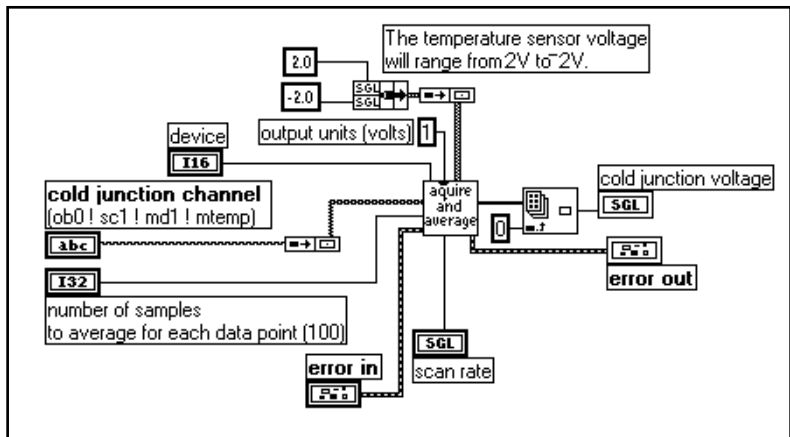 The temperature sensor voltage
will range from 2V to -2V.
2.0
-2.0
SGL
SGL
device
I16
output units (volts)
1
cold junction channel
(ob0 ! sc1 ! md1 ! mtemp)
abc
aquire
and
average
0
cold junction voltage
SGL
error out
I32
number of samples
to average for each data point (100)
error in
SGL
scan rate